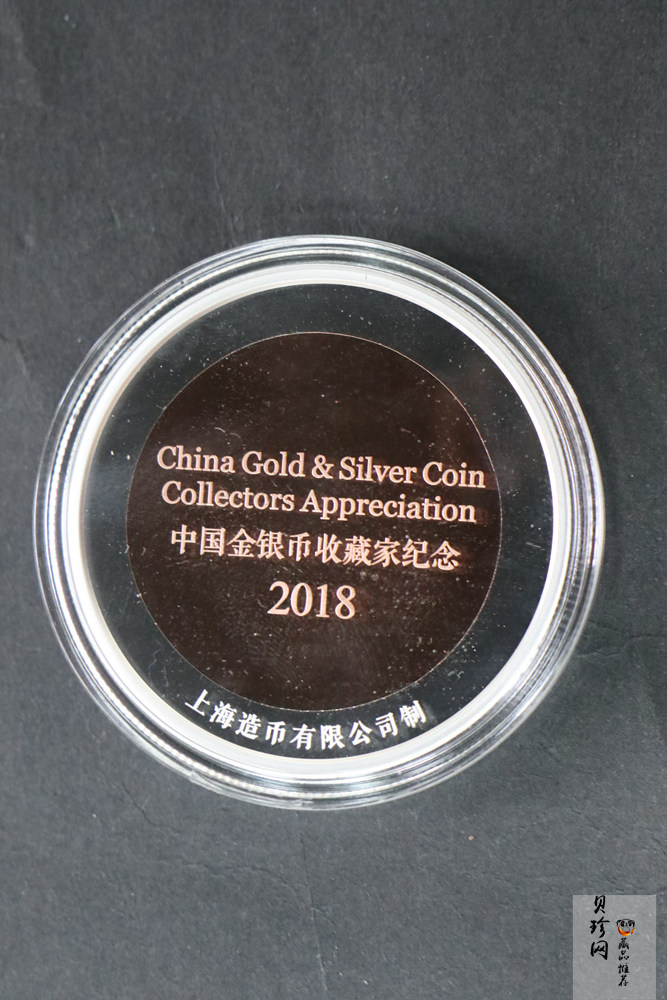 China Gold & Silver Coin
Collectors Appreciation
中国金银币收藏家纪念
2018
上海造币有限公司制
贝珍网
藏品推荐